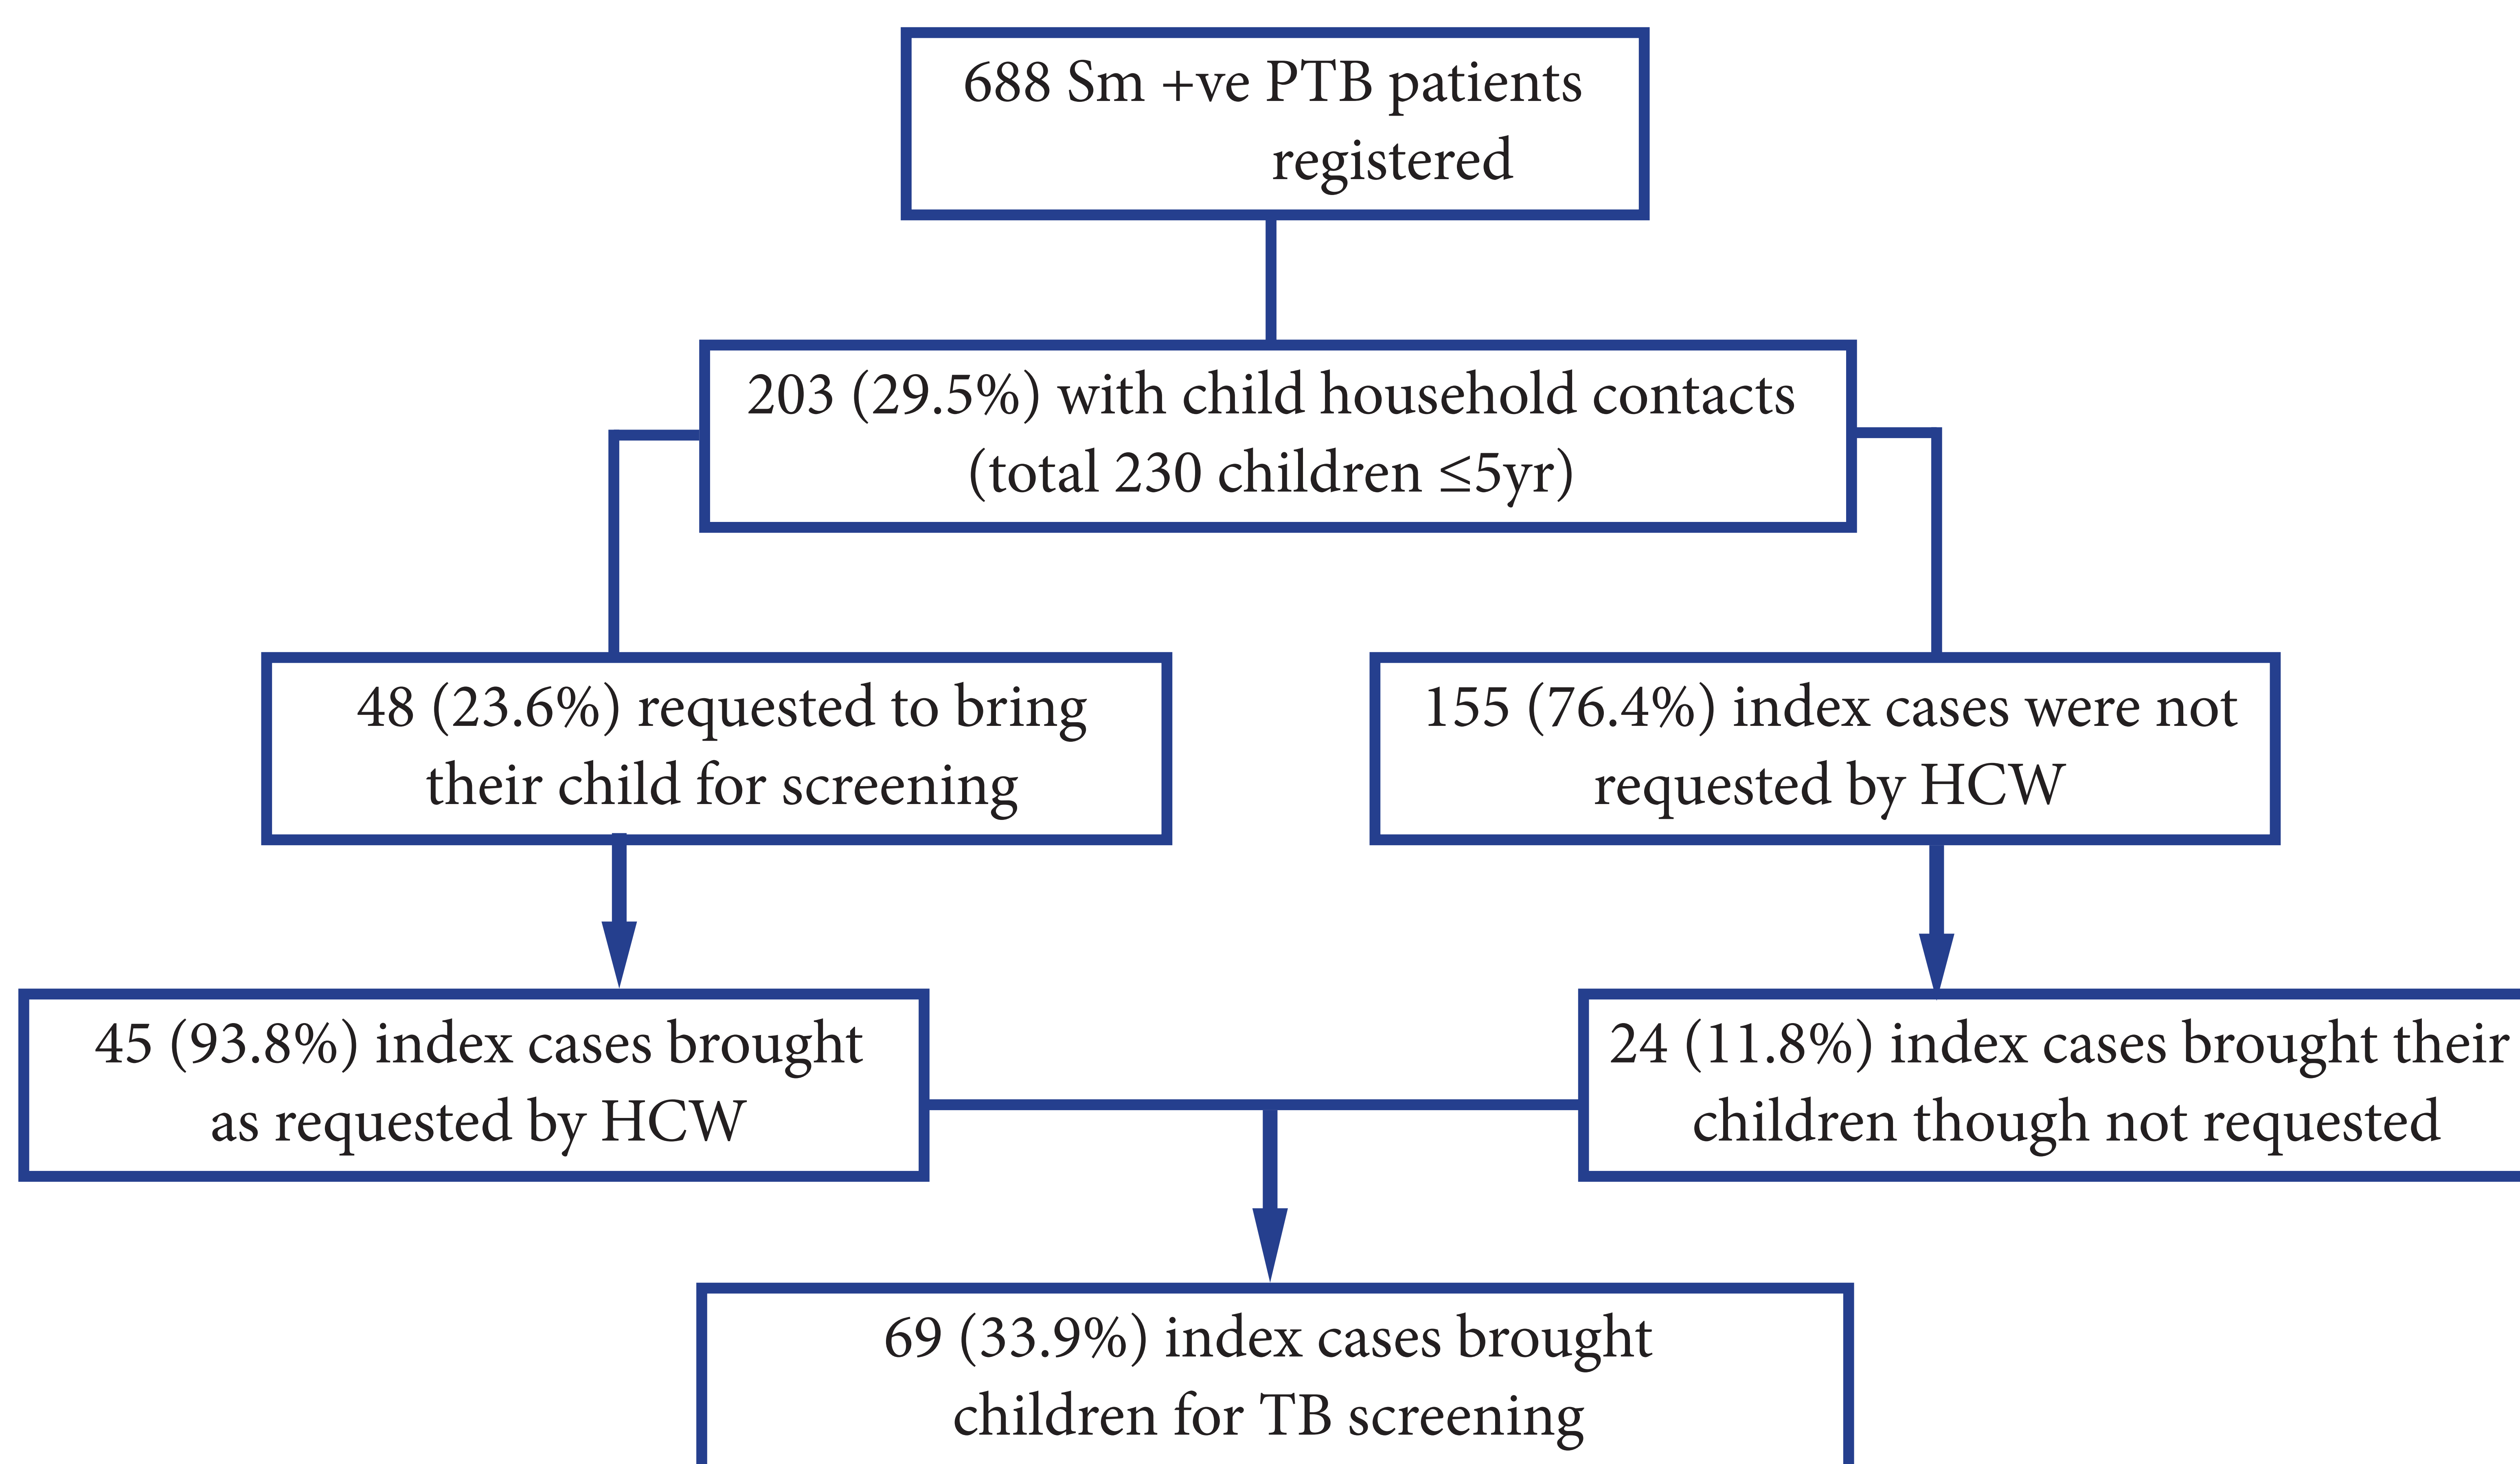 688 Sm +ve PTB patients
registered
203 (29.5%) with child household contacts
(total 230 children ≤5yr)
48 (23.6%) requested to bring
their child for screening
155 (76.4%) index cases were not
requested by HCW
45 (93.8%) index cases brought
as requested by HCW
24 (11.8%) index cases brought their
children though not requested
69 (33.9%) index cases brought
children for TB screening